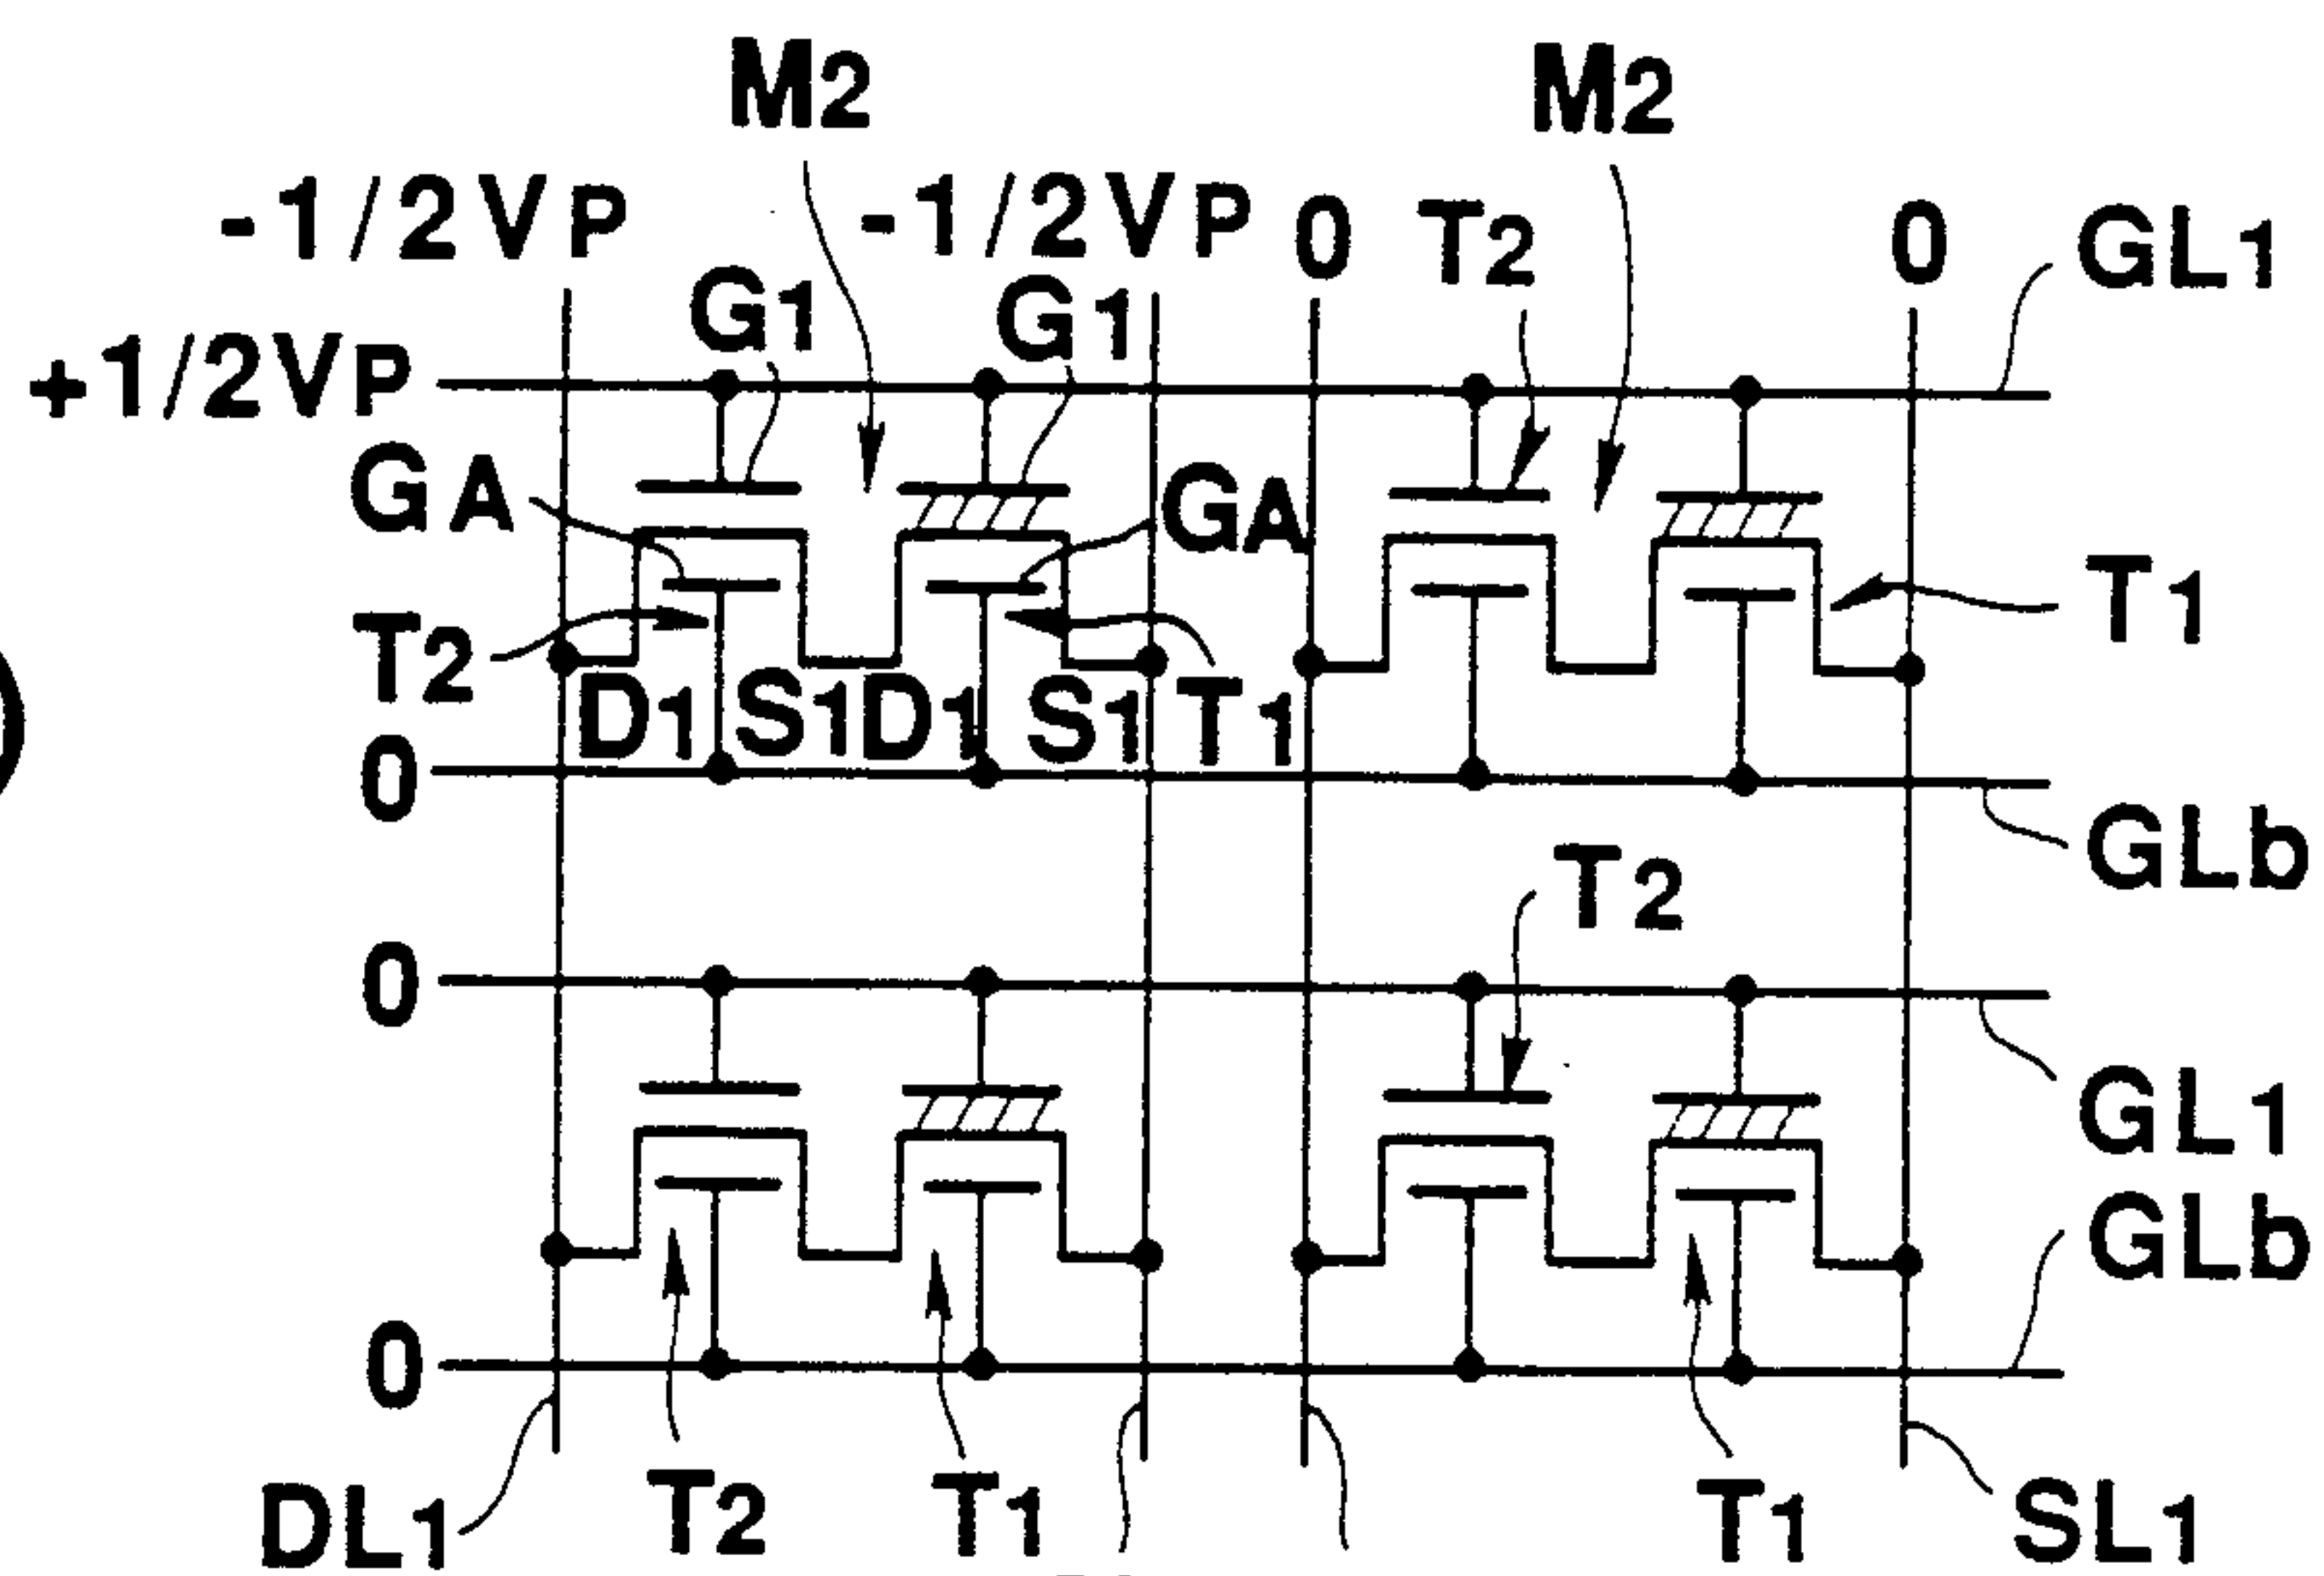 M2 M2
-1/2VP -1/2VP 0 T2 0 GL1
G1 G1
+1/2VP
GA GA
T2 T1
D1 S1 D1 S1 T1
0
GLb
T2
0
GL1
GLb
0
DL1 T2 T1 T1 SL1